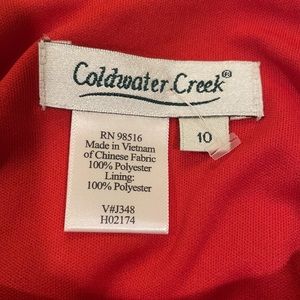 Coldwater Creek®
10
RN 98516
Made in Vietnam
of Chinese Fabric
100% Polyester
Lining:
100% Polyester
V#J348
H02174